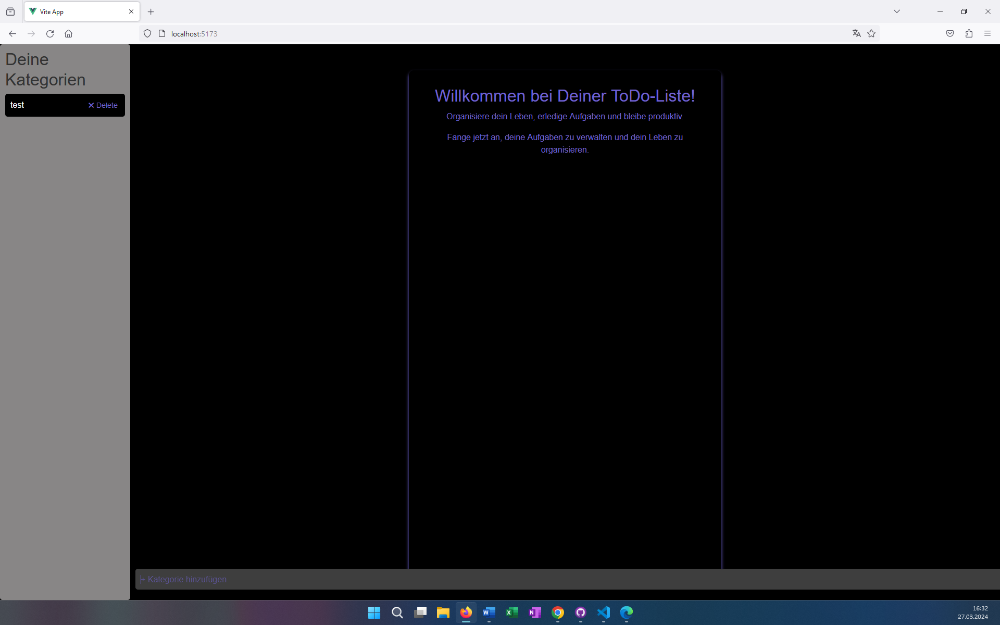 Vite App
localhost:5173
Deine
Kategorien
test
Delete
Willkommen bei Deiner ToDo-Liste!
Organisiere dein Leben, erledige Aufgaben und bleibe produktiv.
Fange jetzt an, deine Aufgaben zu verwalten und dein Leben zu
organisieren.
+ Kategorie hinzufügen
16:32
27.03.2024